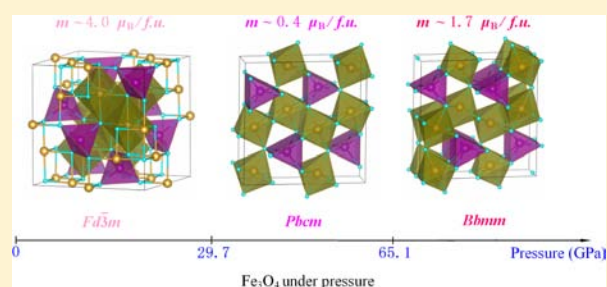 m ~ 4.0 μB/f.u. m ~ 0.4 μB/f.u. m ~ 1.7 μB/f.u.
Fd3̄m Pbcm Bbmm
0 29.7 65.1 Pressure (GPa)
Fe3O4 under pressure